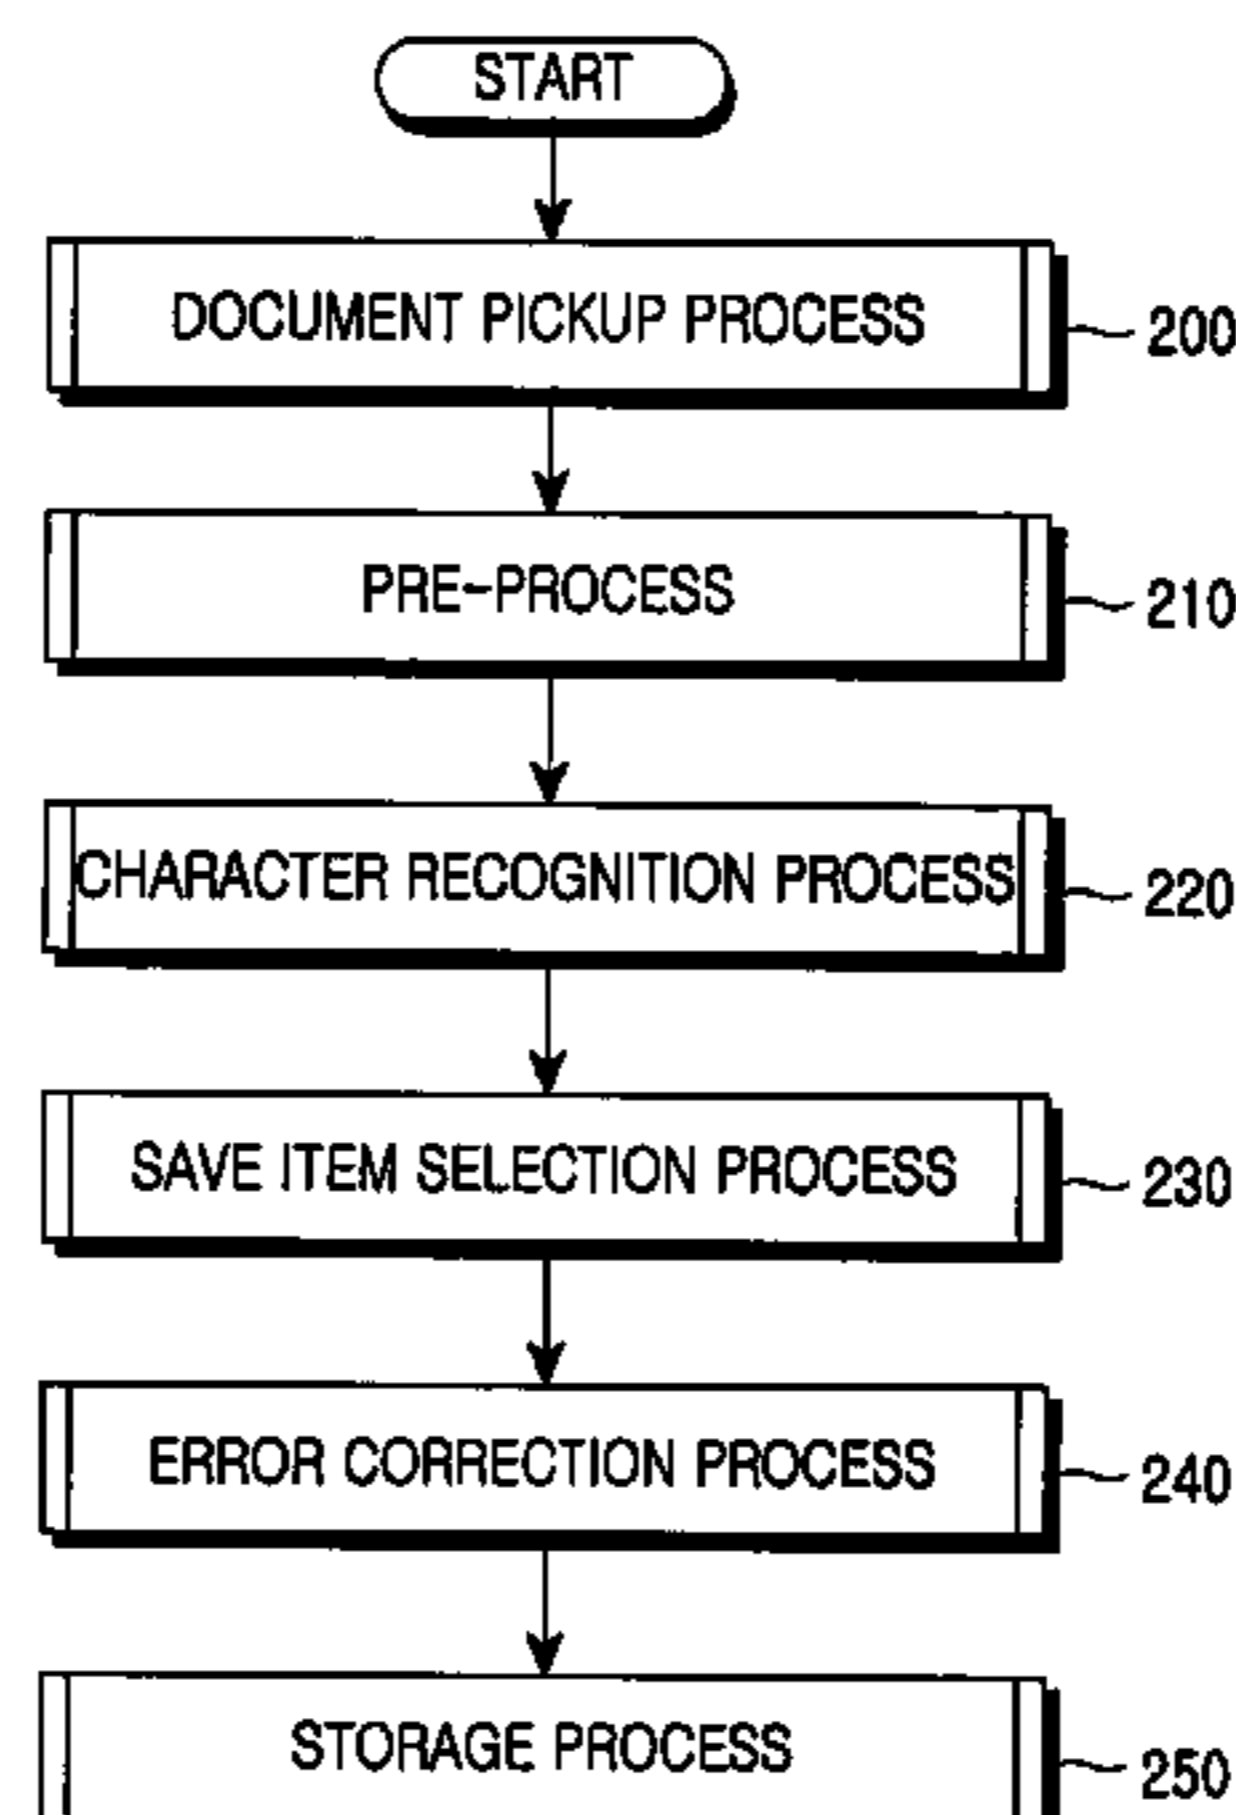 START
DOCUMENT PICKUP PROCESS
200
PRE-PROCESS
210
CHARACTER RECOGNITION PROCESS
220
SAVE ITEM SELECTION PROCESS
230
ERROR CORRECTION PROCESS
240
STORAGE PROCESS
250